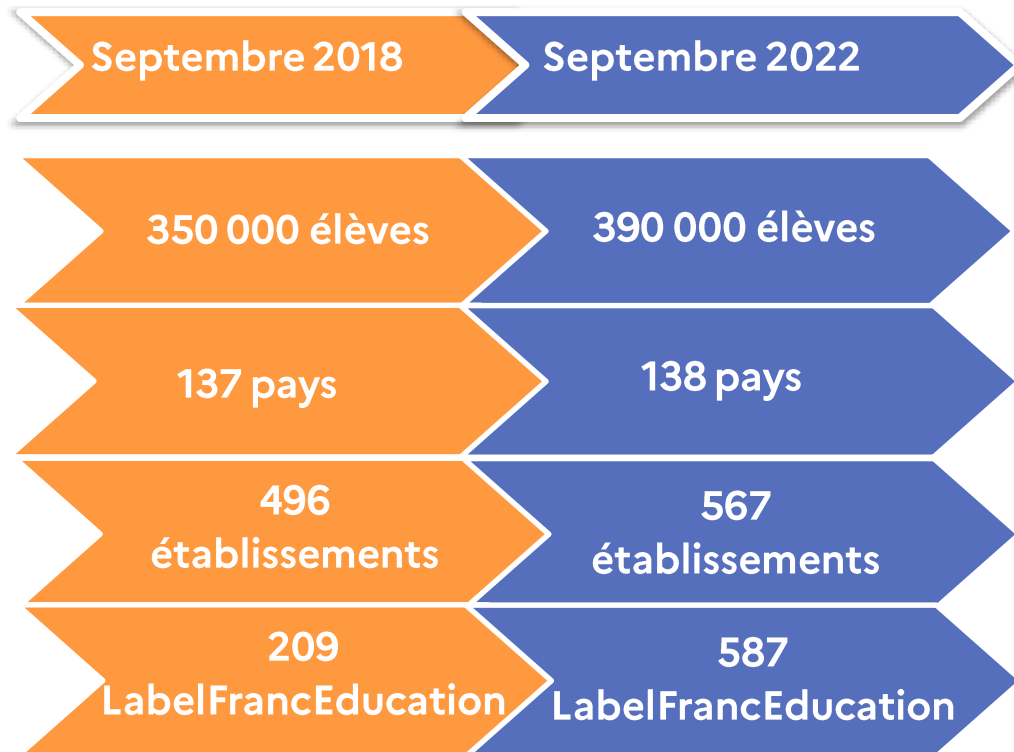 Septembre 2018
Septembre 2022
350 000 élèves
390 000 élèves
137 pays
138 pays
496
établissements
567
établissements
209
LabelFrancEducation
587
LabelFrancEducation